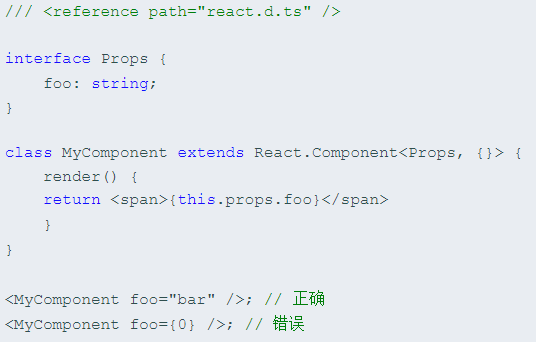 /// <reference path="react.d.ts" />
interface Props {
foo: string;
}
class MyComponent extends React.Component<Props, {}> {
render() {
return <span>{this.props.foo}</span>
}
}
<MyComponent foo="bar" />; // 正确
<MyComponent foo={0} />; // 错误